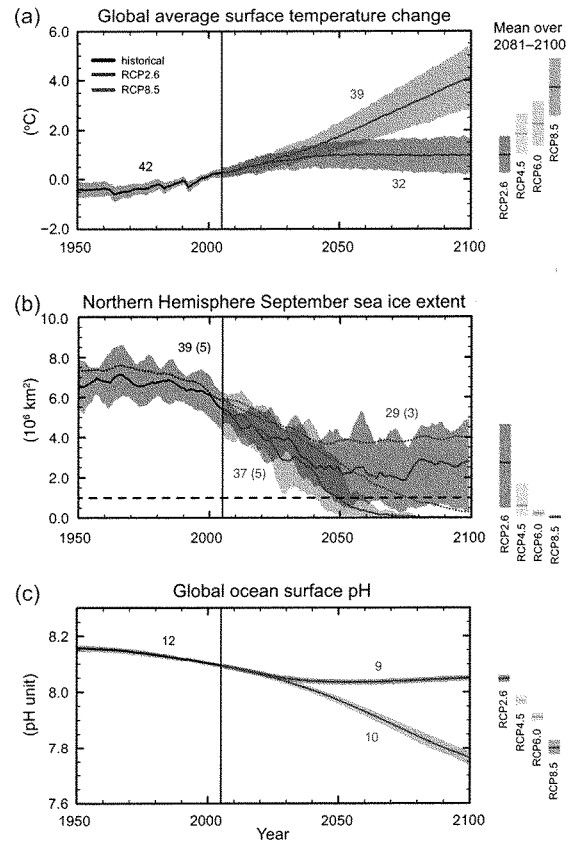 (a) Global average surface temperature change
Mean over
2081–2100
6.0
4.0
2.0
0.0
−2.0
(°C)
historical
RCP2.6
RCP8.5
42
39
32
1950 2000 2050 2100
RCP2.6
RCP4.5
RCP6.0
RCP8.5
(b) Northern Hemisphere September sea ice extent
10.0
8.0
6.0
4.0
2.0
0.0
(10⁶ km²)
39 (5)
29 (3)
37 (5)
1950 2000 2050 2100
RCP2.6
RCP4.5
RCP6.0
RCP8.5
(c) Global ocean surface pH
8.2
8.0
7.8
7.6
(pH unit)
12
9
10
1950 2000 2050 2100
Year
RCP2.6
RCP4.5
RCP6.0
RCP8.5